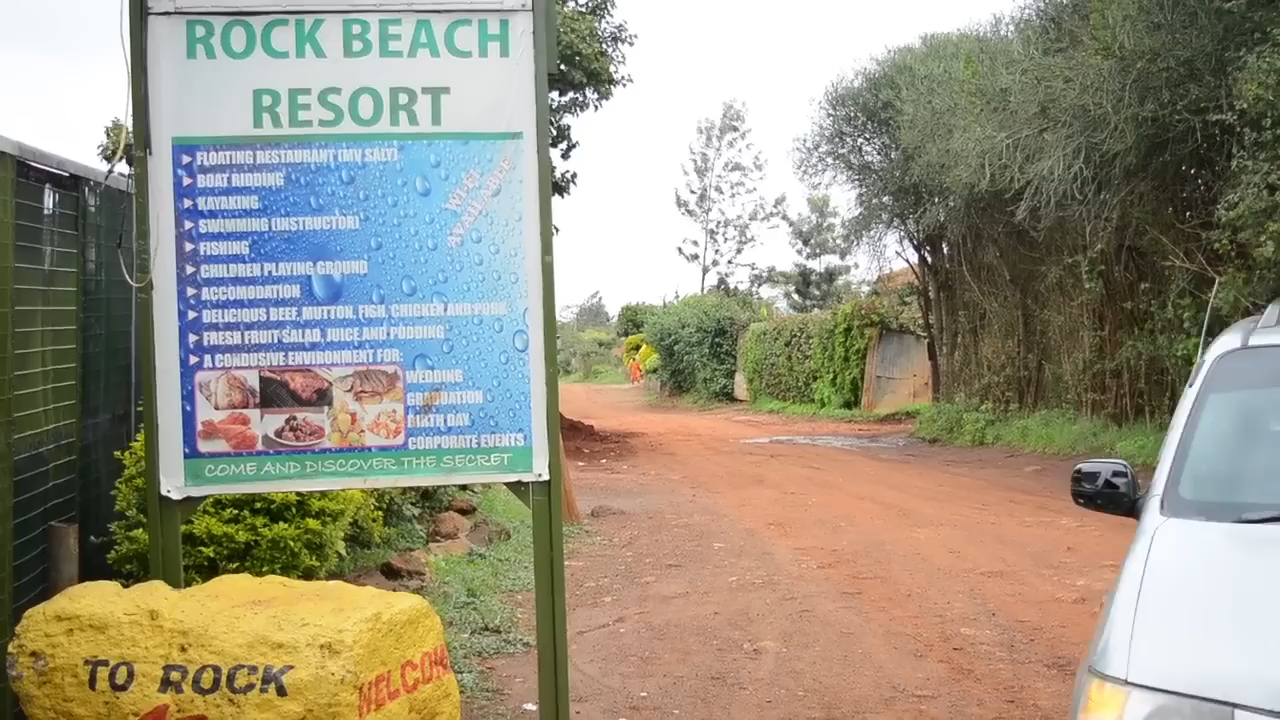 ROCK BEACH
RESORT
FLOATING RESTAURANT (MV SALY)
BOAT RIDDING
KAYAKING
SWIMMING (INSTRUCTOR)
FISHING
CHILDREN PLAYING GROUND
ACCOMODATION
DELICIOUS BEEF, MUTTON, FISH, CHICKEN AND PORK
FRESH FRUIT SALAD, JUICE AND PUDDING
A CONDUSIVE ENVIRONMENT FOR:
WEDDING
GRADUATION
BIRTH DAY
CORPORATE EVENTS
WI-FI
AVAILABLE
COME AND DISCOVER THE SECRET
TO ROCK
WELCOM